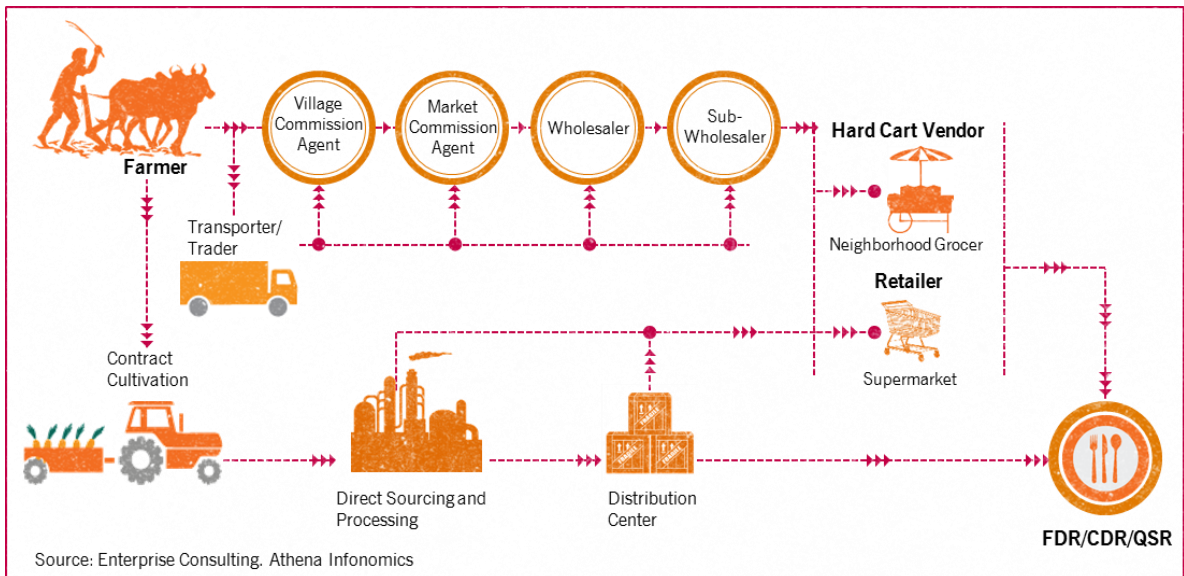 Village
Commission
Agent
Market
Commission
Agent
Wholesaler
Sub-
Wholesaler
Hard Cart Vendor
Farmer
Transporter/
Trader
Neighborhood Grocer
Retailer
Contract
Cultivation
Supermarket
Direct Sourcing and
Processing
Distribution
Center
FDR/CDR/QSR
Source: Enterprise Consulting. Athena Infonomics